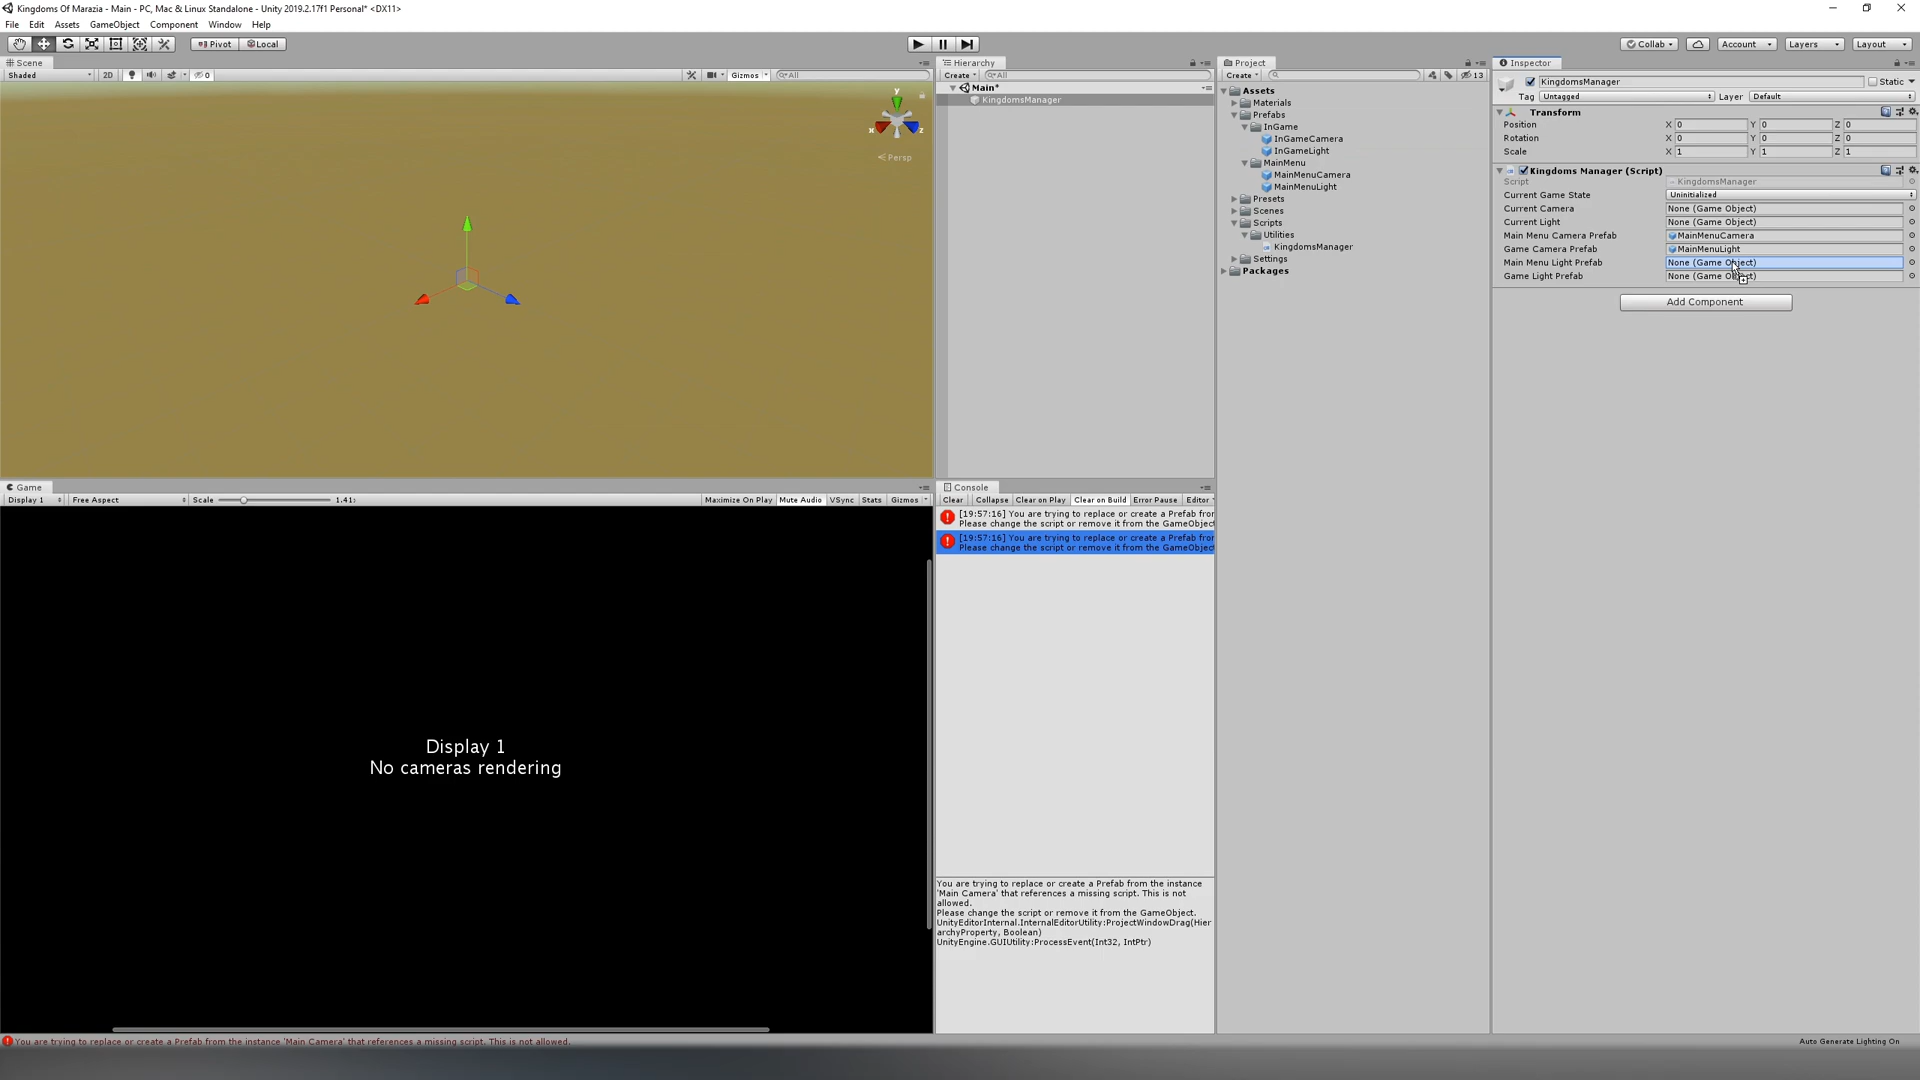 Kingdoms Of Marazia - Main - PC, Mac & Linux Standalone - Unity 2019.2.17f1 Personal* <DX11>
File Edit Assets GameObject Component Window Help
Pivot Local Collab Account Layers Layout
Scene
Shaded 2D 0 Gizmos All
y
x z
Persp
Game
Display 1 Free Aspect Scale 1.41x Maximize On Play Mute Audio VSync Stats Gizmos
Display 1
No cameras rendering
Hierarchy
Create All
Main*
KingdomsManager
Console
Clear Collapse Clear on Play Clear on Build Error Pause Editor
[19:57:16] You are trying to replace or create a Prefab from
Please change the script or remove it from the GameObject
[19:57:16] You are trying to replace or create a Prefab from
Please change the script or remove it from the GameObject
You are trying to replace or create a Prefab from the instance
'Main Camera' that references a missing script. This is not
allowed.
Please change the script or remove it from the GameObject.
UnityEditorInternal.InternalEditorUtility:ProjectWindowDrag(Hier
archyProperty, Boolean)
UnityEngine.GUIUtility:ProcessEvent(Int32, IntPtr)
Project
Create 13
Assets
Materials
Prefabs
InGame
InGameCamera
InGameLight
MainMenu
MainMenuCamera
MainMenuLight
Presets
Scenes
Scripts
Utilities
KingdomsManager
Settings
Packages
Inspector
KingdomsManager Static
Tag Untagged Layer Default
Transform
Position X 0 Y 0 Z 0
Rotation X 0 Y 0 Z 0
Scale X 1 Y 1 Z 1
Kingdoms Manager (Script)
Script KingdomsManager
Current Game State Uninitialized
Current Camera None (Game Object)
Current Light None (Game Object)
Main Menu Camera Prefab MainMenuCamera
Game Camera Prefab MainMenuLight
Main Menu Light Prefab None (Game Object)
Game Light Prefab None (Game Object)
Add Component
You are trying to replace or create a Prefab from the instance 'Main Camera' that references a missing script. This is not allowed.
Auto Generate Lighting On